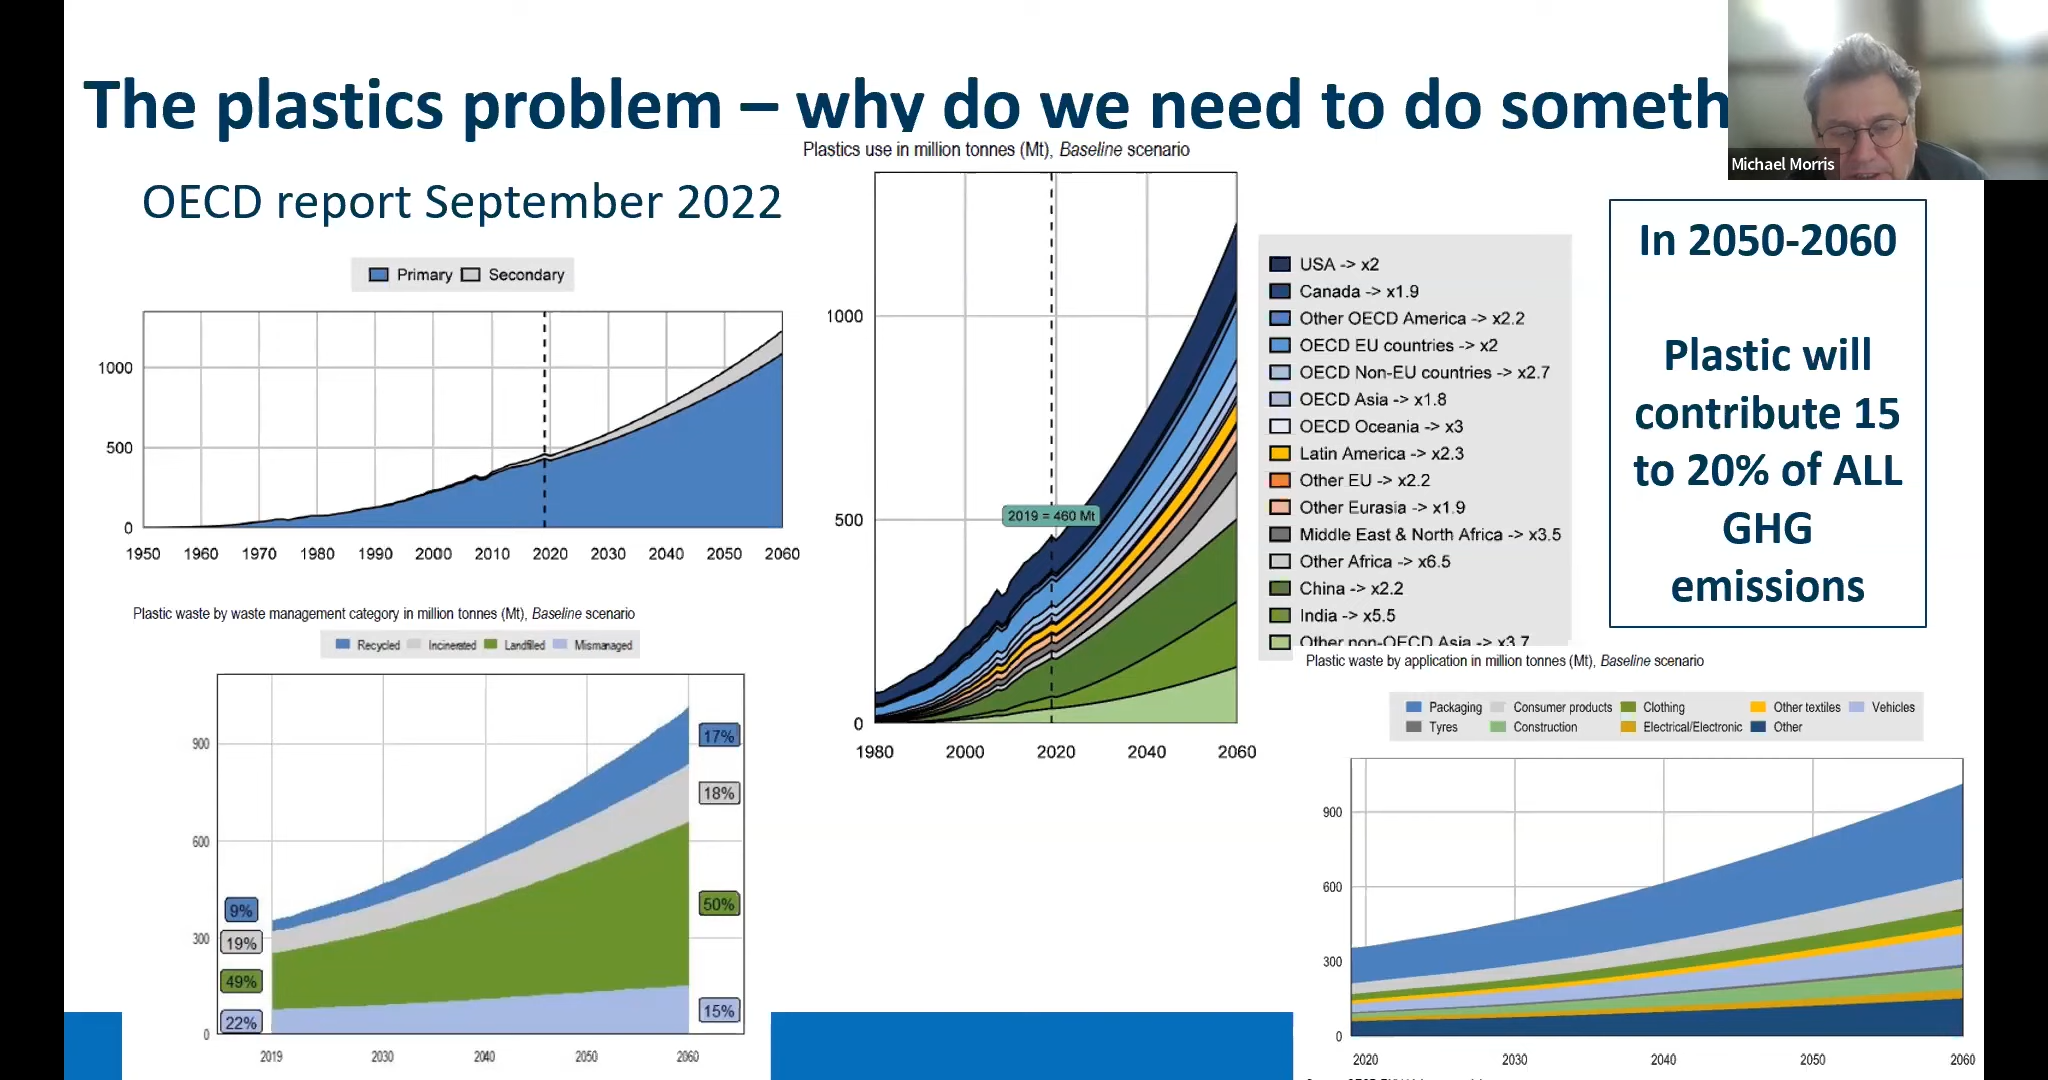 The plastics problem – why do we need to do someth
Michael Morris
OECD report September 2022
Plastics use in million tonnes (Mt), Baseline scenario
Primary Secondary
1000
500
0
1950 1960 1970 1980 1990 2000 2010 2020 2030 2040 2050 2060
1000
500
0
2019 = 460 Mt
1980 2000 2020 2040 2060
USA -> x2
Canada -> x1.9
Other OECD America -> x2.2
OECD EU countries -> x2
OECD Non-EU countries -> x2.7
OECD Asia -> x1.8
OECD Oceania -> x3
Latin America -> x2.3
Other EU -> x2.2
Other Eurasia -> x1.9
Middle East & North Africa -> x3.5
Other Africa -> x6.5
China -> x2.2
India -> x5.5
Other non-OECD Asia -> x3.7
In 2050-2060
Plastic will
contribute 15
to 20% of ALL
GHG
emissions
Plastic waste by waste management category in million tonnes (Mt), Baseline scenario
Recycled Incinerated Landfilled Mismanaged
900
600
300
0
9%
19%
49%
22%
17%
18%
50%
15%
2019 2030 2040 2050 2060
Plastic waste by application in million tonnes (Mt), Baseline scenario
Packaging Consumer products Clothing Other textiles Vehicles
Tyres Construction Electrical/Electronic Other
900
600
300
0
2020 2030 2040 2050 2060